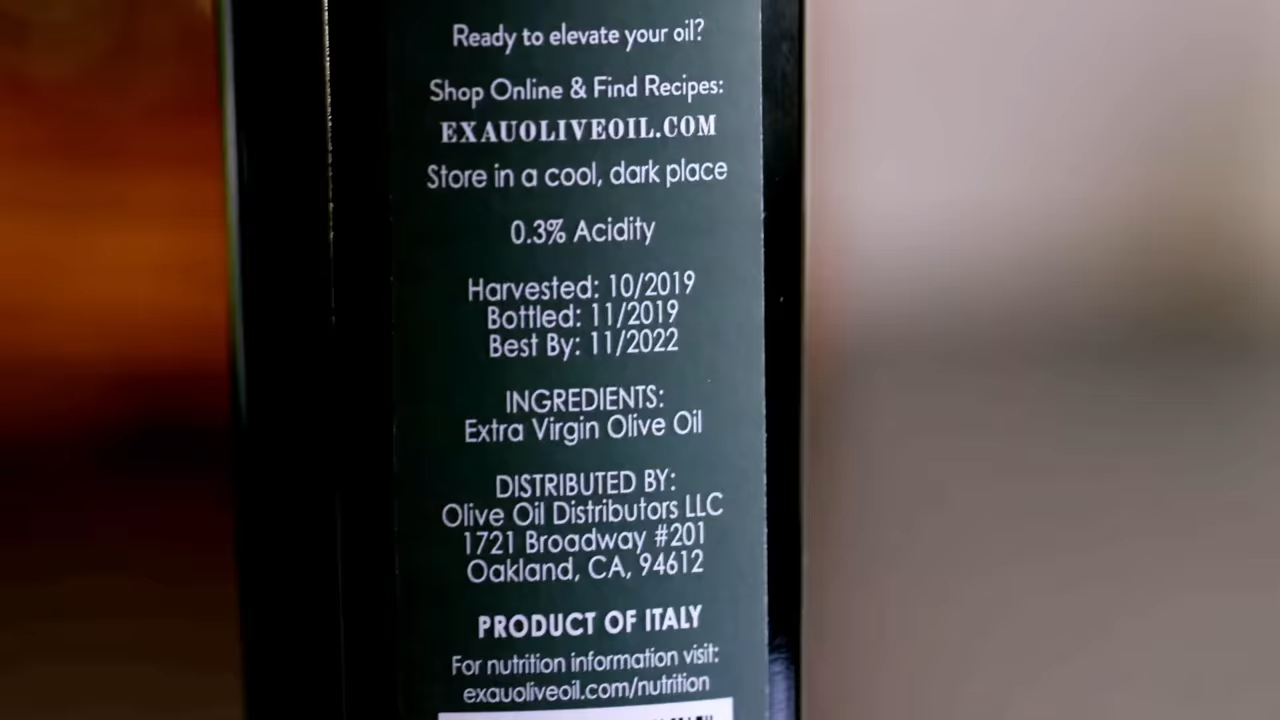 Ready to elevate your oil?
Shop Online & Find Recipes:
EXAUOLIVEOIL.COM
Store in a cool, dark place
0.3% Acidity
Harvested: 10/2019
Bottled: 11/2019
Best By: 11/2022
INGREDIENTS:
Extra Virgin Olive Oil
DISTRIBUTED BY:
Olive Oil Distributors LLC
1721 Broadway #201
Oakland, CA, 94612
PRODUCT OF ITALY
For nutrition information visit:
exauoliveoil.com/nutrition